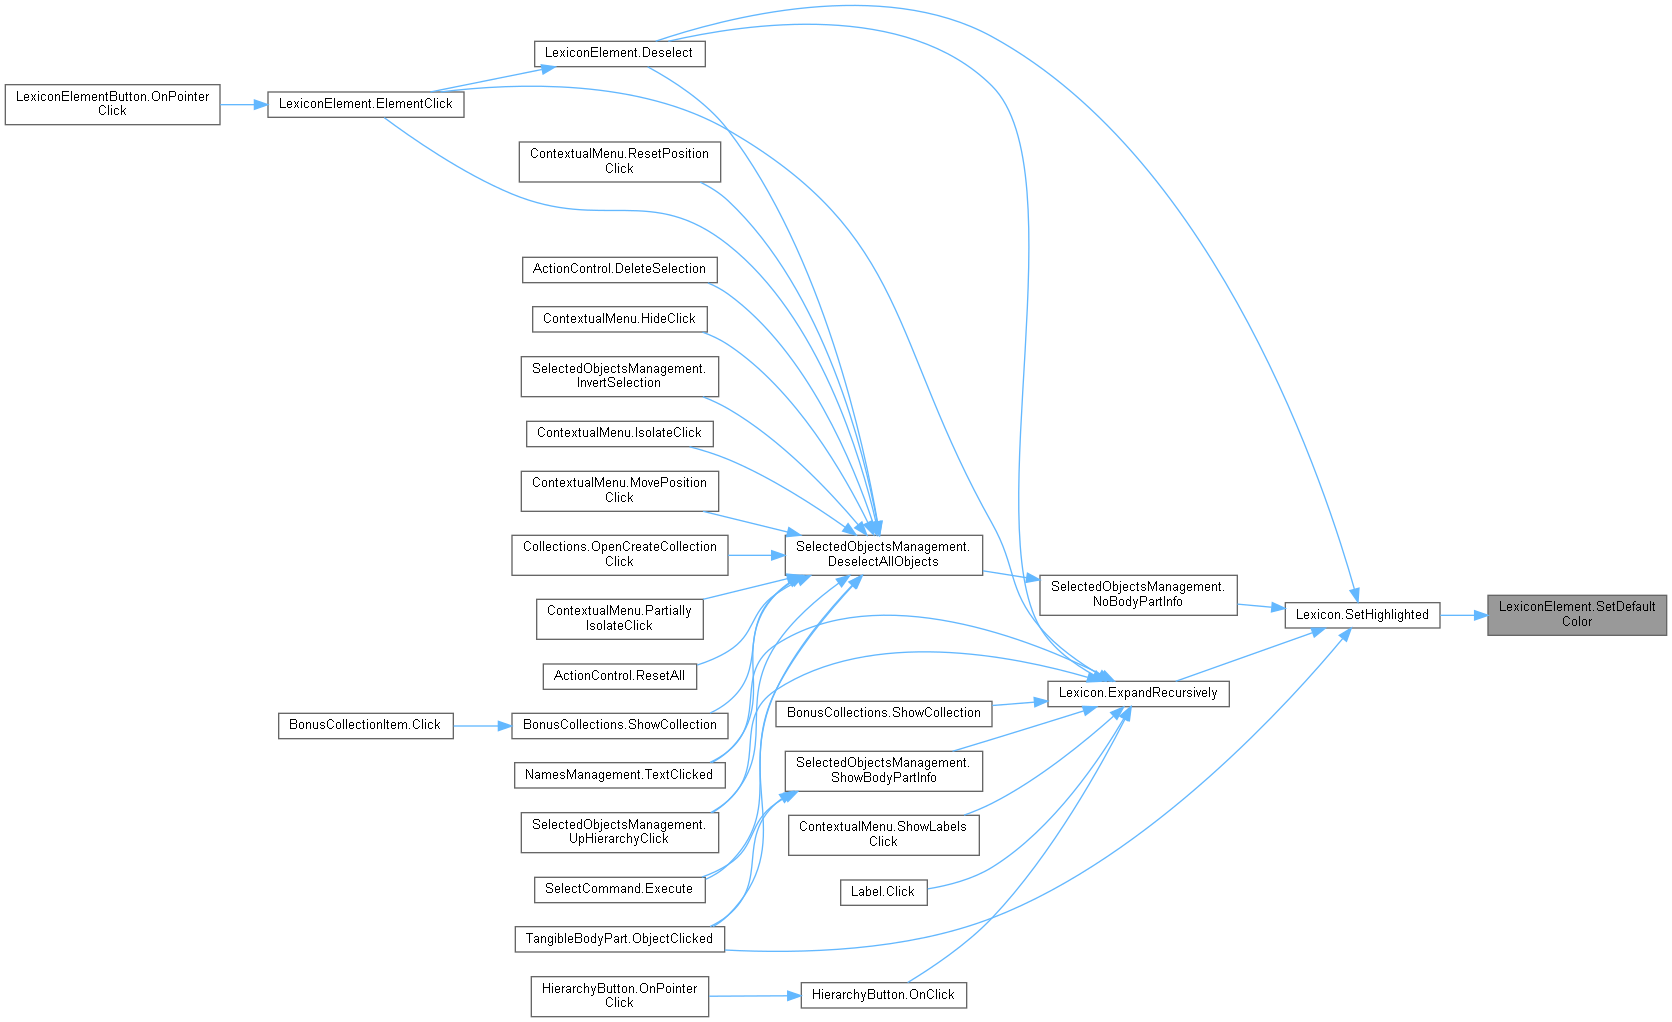 LexiconElement.Deselect
LexiconElementButton.OnPointer
Click
LexiconElement.ElementClick
ContextualMenu.ResetPosition
Click
ActionControl.DeleteSelection
ContextualMenu.HideClick
SelectedObjectsManagement.
InvertSelection
ContextualMenu.IsolateClick
ContextualMenu.MovePosition
Click
Collections.OpenCreateCollection
Click
SelectedObjectsManagement.
DeselectAllObjects
SelectedObjectsManagement.
NoBodyPartInfo
Lexicon.SetHighlighted
LexiconElement.SetDefault
Color
ContextualMenu.Partially
IsolateClick
ActionControl.ResetAll
Lexicon.ExpandRecursively
BonusCollectionItem.Click
BonusCollections.ShowCollection
BonusCollections.ShowCollection
NamesManagement.TextClicked
SelectedObjectsManagement.
ShowBodyPartInfo
SelectedObjectsManagement.
UpHierarchyClick
ContextualMenu.ShowLabels
Click
SelectCommand.Execute
Label.Click
TangibleBodyPart.ObjectClicked
HierarchyButton.OnPointer
Click
HierarchyButton.OnClick